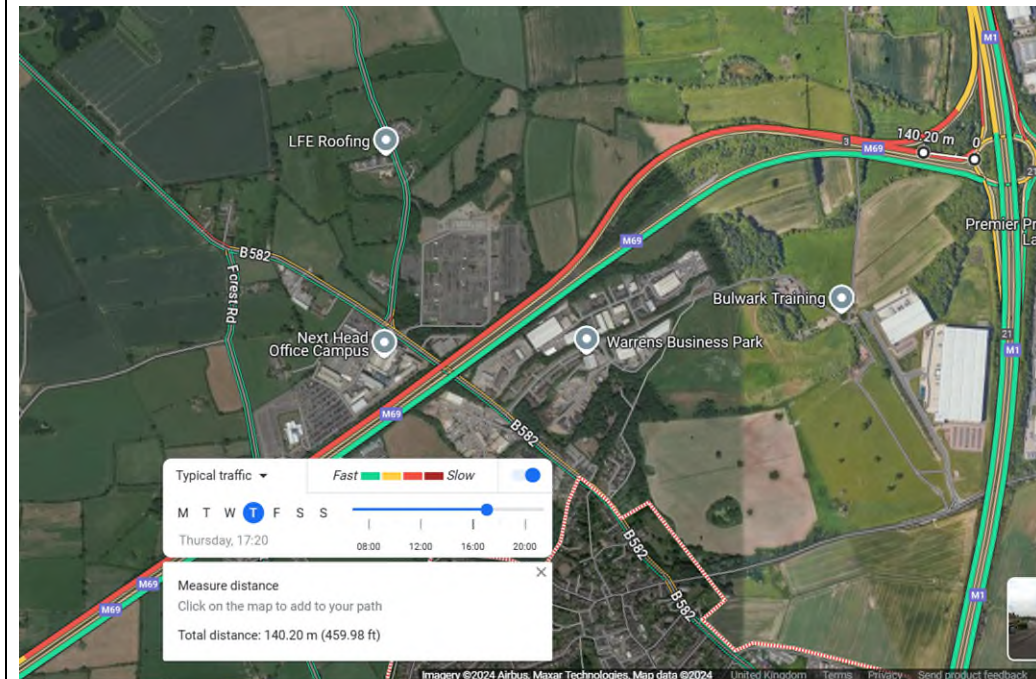 M1
140.20 m
0
3
M69
21
LFE Roofing
M69
Premier Pr
La
B582
Forest Rd
Bulwark Training
Next Head
Office Campus
Warrens Business Park
21
M1
M69
B582
Typical traffic
Fast
Slow
M T W T F S S
Thursday, 17:20
08:00 12:00 16:00 20:00
B582
Measure distance
Click on the map to add to your path
Total distance: 140.20 m (459.98 ft)
M69
M69
B582
M1
Imagery ©2024 Airbus, Maxar Technologies, Map data ©2024 United Kingdom Terms Privacy Send product feedback